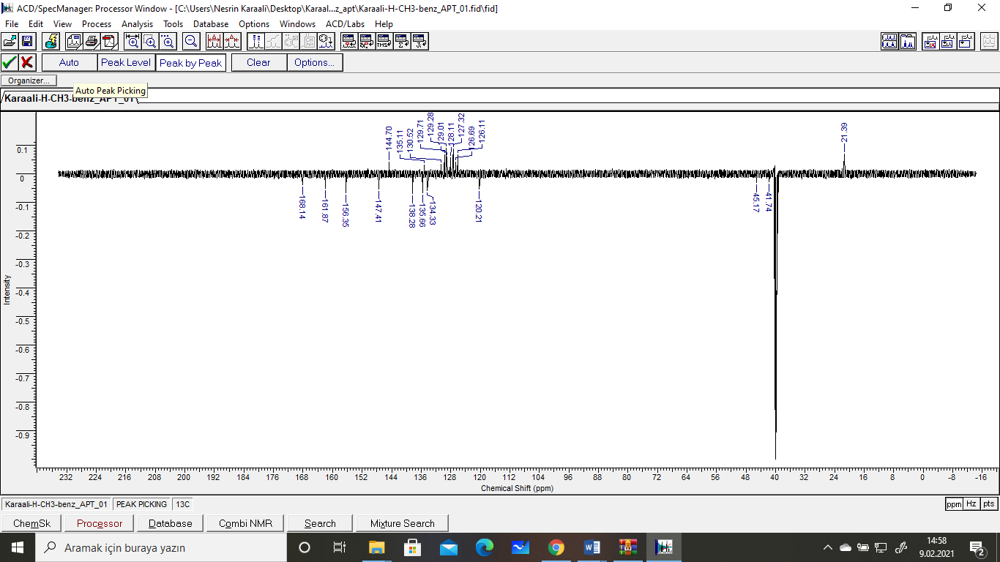 ACD/SpecManager: Processor Window - [C:\Users\Nesrin Karaali\Desktop\Karaal...z_apt\Karaali-H-CH3-benz_APT_01.fid\fid]
File Edit View Process Analysis Tools Database Options Windows ACD/Labs Help
Auto Peak Level Peak by Peak Clear Options...
Organizer...
Auto Peak Picking
Karaali-H-CH3-benz_APT_01
144.70
135.11
130.52
129.71
129.28
129.01
128.11
127.32
126.69
126.11
21.39
168.14
161.87
156.35
147.41
138.28
135.66
134.33
120.21
45.17
41.74
0.1
0
-0.1
-0.2
-0.3
-0.4
-0.5
-0.6
-0.7
-0.8
-0.9
Intensity
232 224 216 208 200 192 184 176 168 160 152 144 136 128 120 112 104 96 88 80 72 64 56 48 40 32 24 16 8 0 -8 -16
Chemical Shift (ppm)
Karaali-H-CH3-benz_APT_01 PEAK PICKING 13C ppm Hz pts
ChemSk Processor Database Combi NMR Search Mixture Search
Aramak için buraya yazın
14:58
9.02.2021
2